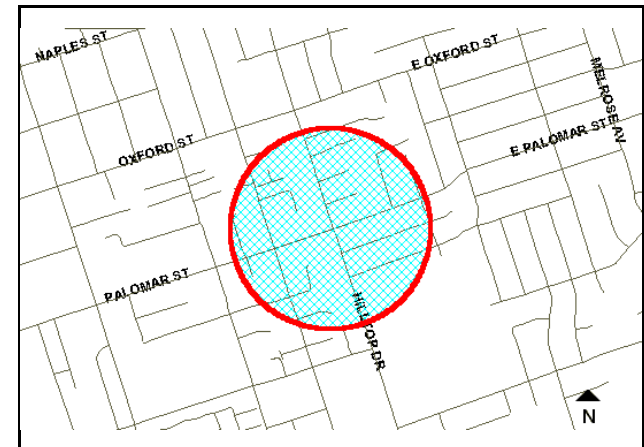 NAPLES ST
E OXFORD ST
MELROSE AV
OXFORD ST
E PALOMAR ST
PALOMAR ST
HILLTOP DR
N